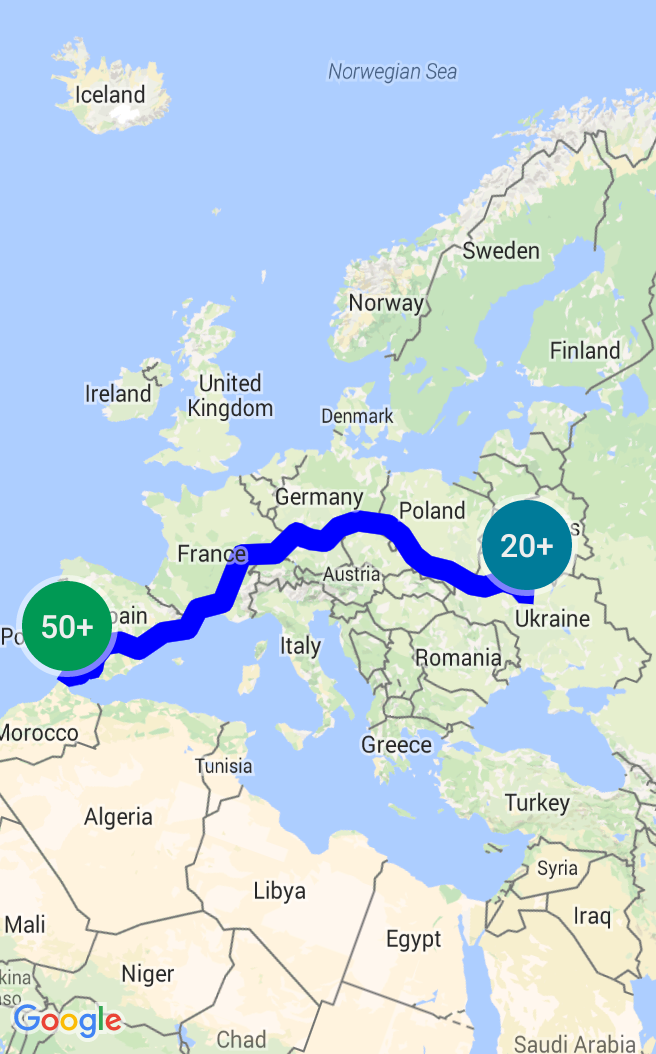 Norwegian Sea
Iceland
Sweden
Norway
Finland
United
Kingdom
Ireland
Denmark
Germany
Poland
France
20+
s
Austria
50+
pain
Po
Ukraine
Italy
Romania
Morocco
Greece
Tunisia
Turkey
Algeria
Syria
Libya
Iraq
Mali
Egypt
Niger
kina
aso
Google
Chad
Saudi Arabia